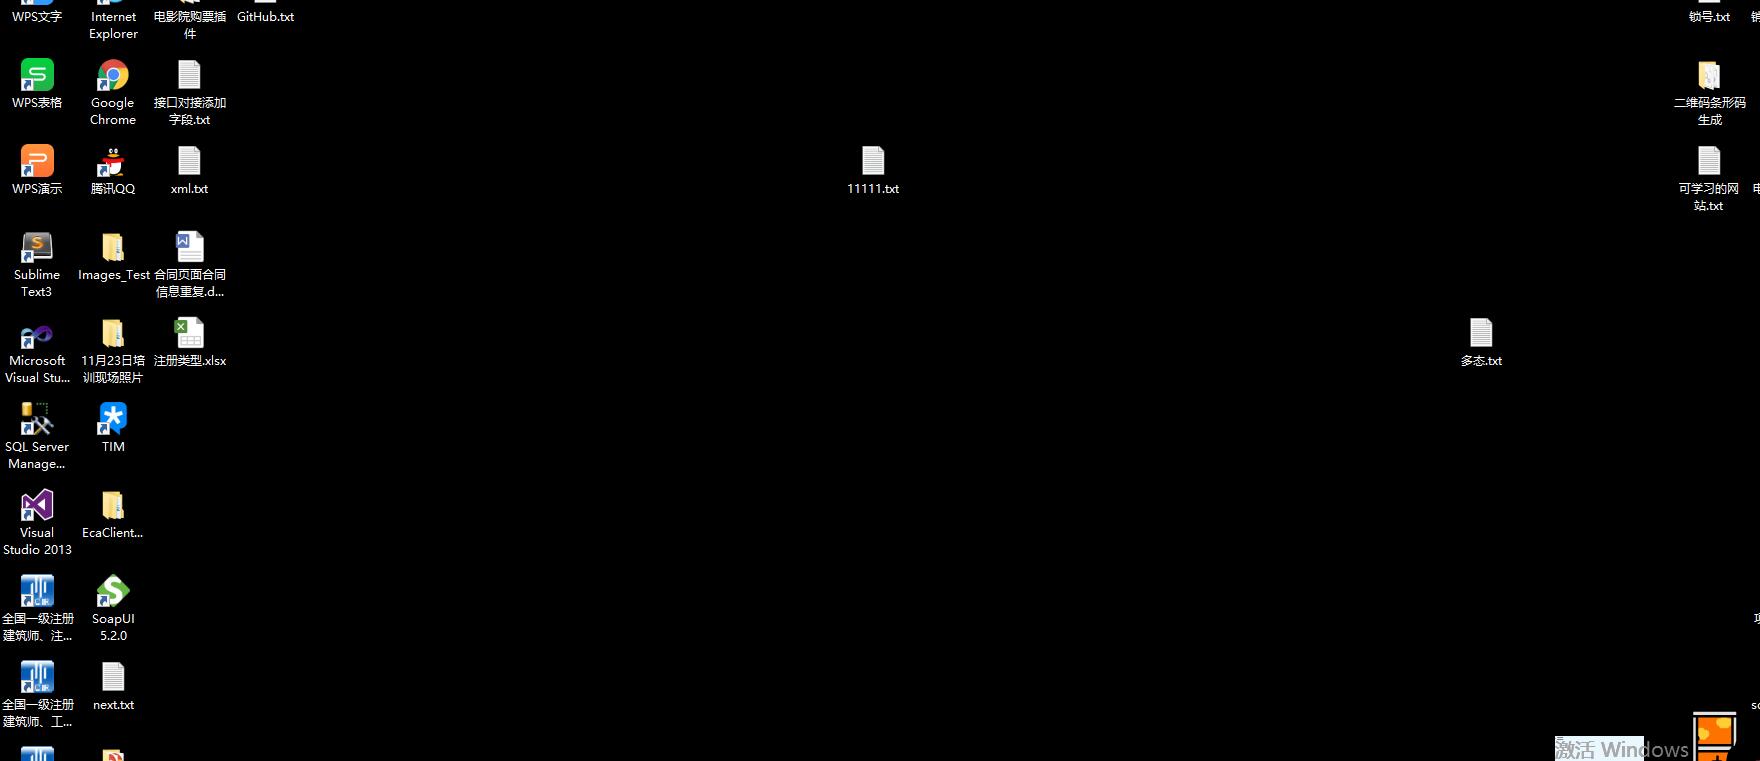 WPS文字
Internet
Explorer
电影院购票插
件
GitHub.txt
锁号.txt
WPS表格
Google
Chrome
接口对接添加
字段.txt
二维码条形码
生成
WPS演示
腾讯QQ
xml.txt
11111.txt
可学习的网
站.txt
Sublime
Text3
Images_Test
合同页面合同
信息重复.d...
Microsoft
Visual Stu...
11月23日培
训现场照片
注册类型.xlsx
多态.txt
SQL Server
Manage...
TIM
Visual
Studio 2013
EcaClient...
全国一级注册
建筑师、注...
SoapUI
5.2.0
全国一级注册
建筑师、工...
next.txt
激活 Windows